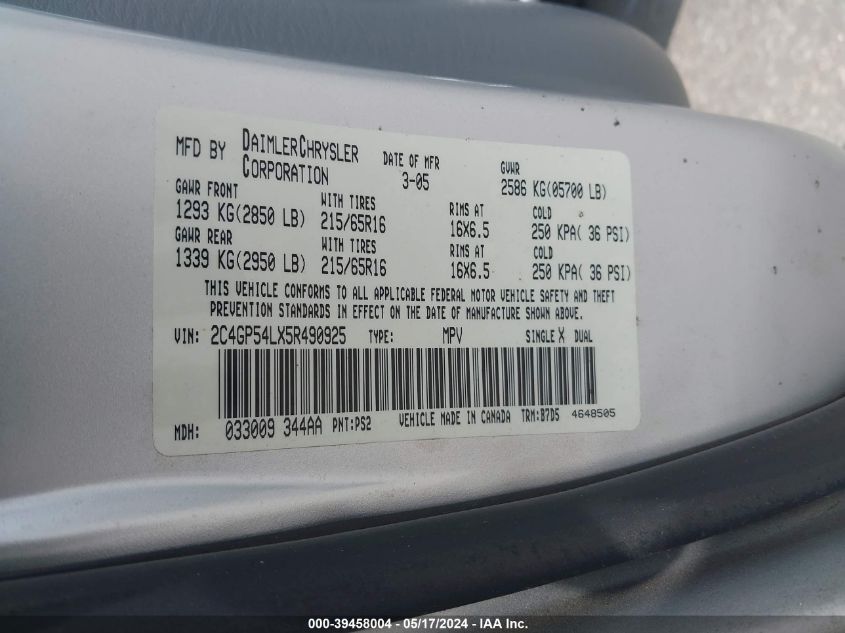 MFD BY DAIMLERCHRYSLER CORPORATION DATE OF MFR 3-05 GVWR 2586 KG(05700 LB)
GAWR FRONT WITH TIRES RIMS AT COLD
1293 KG(2850 LB) 215/65R16 16X6.5 250 KPA( 36 PSI)
GAWR REAR WITH TIRES RIMS AT COLD
1339 KG(2950 LB) 215/65R16 16X6.5 250 KPA( 36 PSI)
THIS VEHICLE CONFORMS TO ALL APPLICABLE FEDERAL MOTOR VEHICLE SAFETY AND THEFT
PREVENTION STANDARDS IN EFFECT ON THE DATE OF MANUFACTURE SHOWN ABOVE.
VIN: 2C4GP54LX5R490925 TYPE: MPV SINGLE X DUAL
MDH: 033009 344AA PNT:PS2 VEHICLE MADE IN CANADA TRM:B7D5 4648505
000-39458004 — 05/17/2024 — IAA Inc.